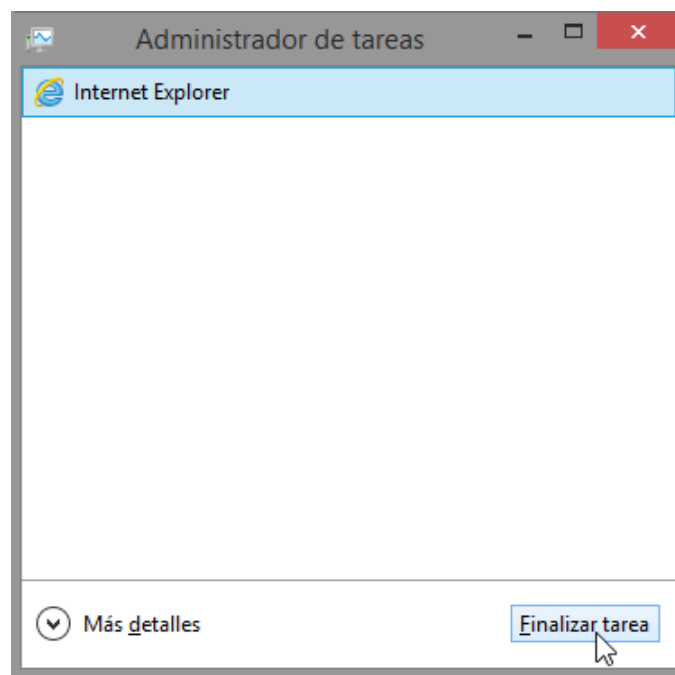 Administrador de tareas
Internet Explorer
Más detalles
Finalizar tarea